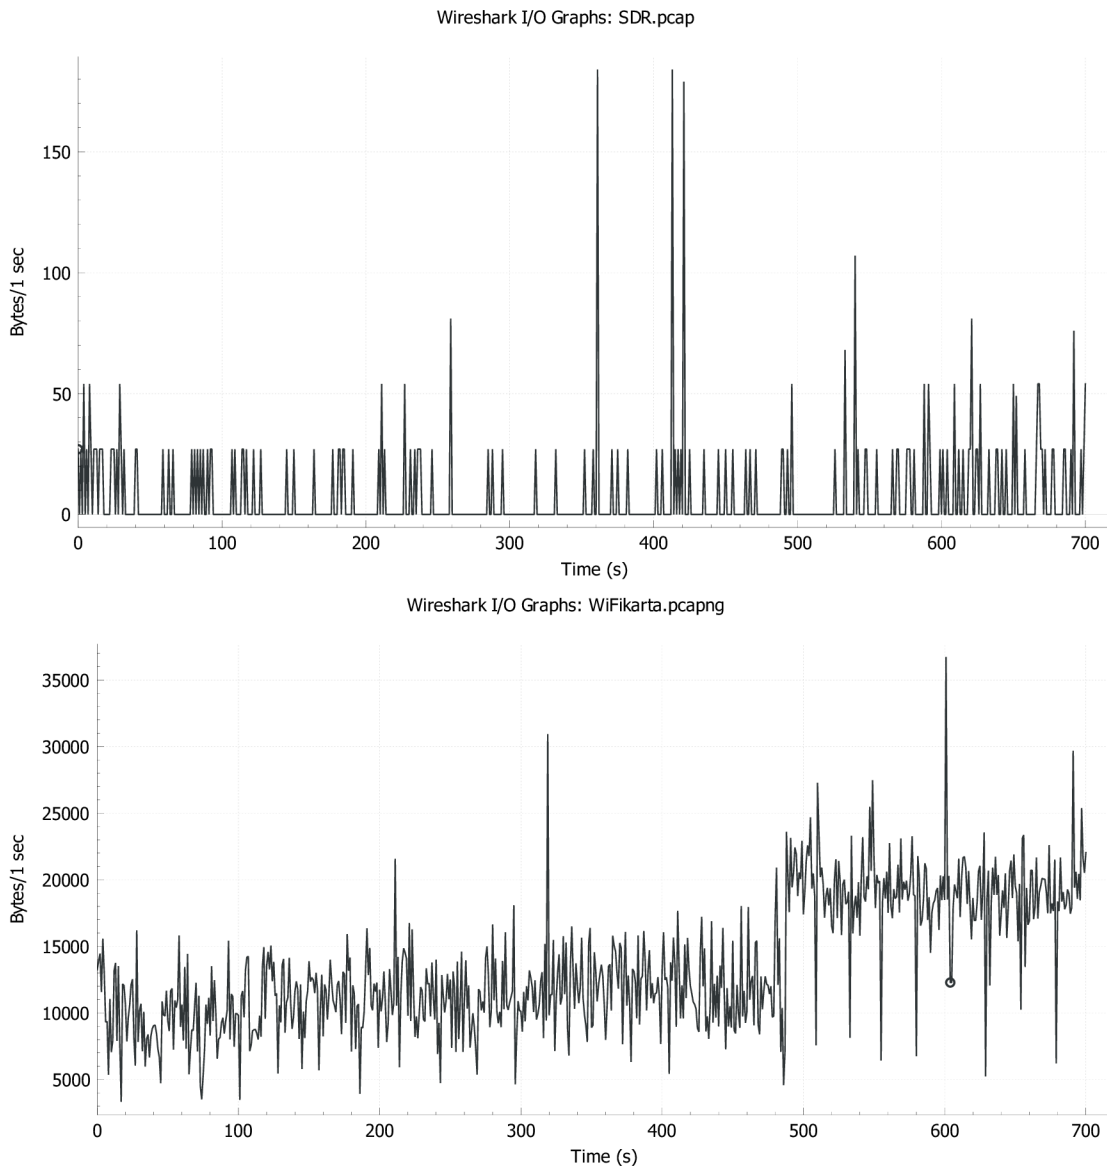 Wireshark I/O Graphs: SDR.pcap
150
100
50
0
Bytes/1 sec
0 100 200 300 400 500 600 700
Time (s)
Wireshark I/O Graphs: WiFikarta.pcapng
35000
30000
25000
20000
15000
10000
5000
Bytes/1 sec
0 100 200 300 400 500 600 700
Time (s)